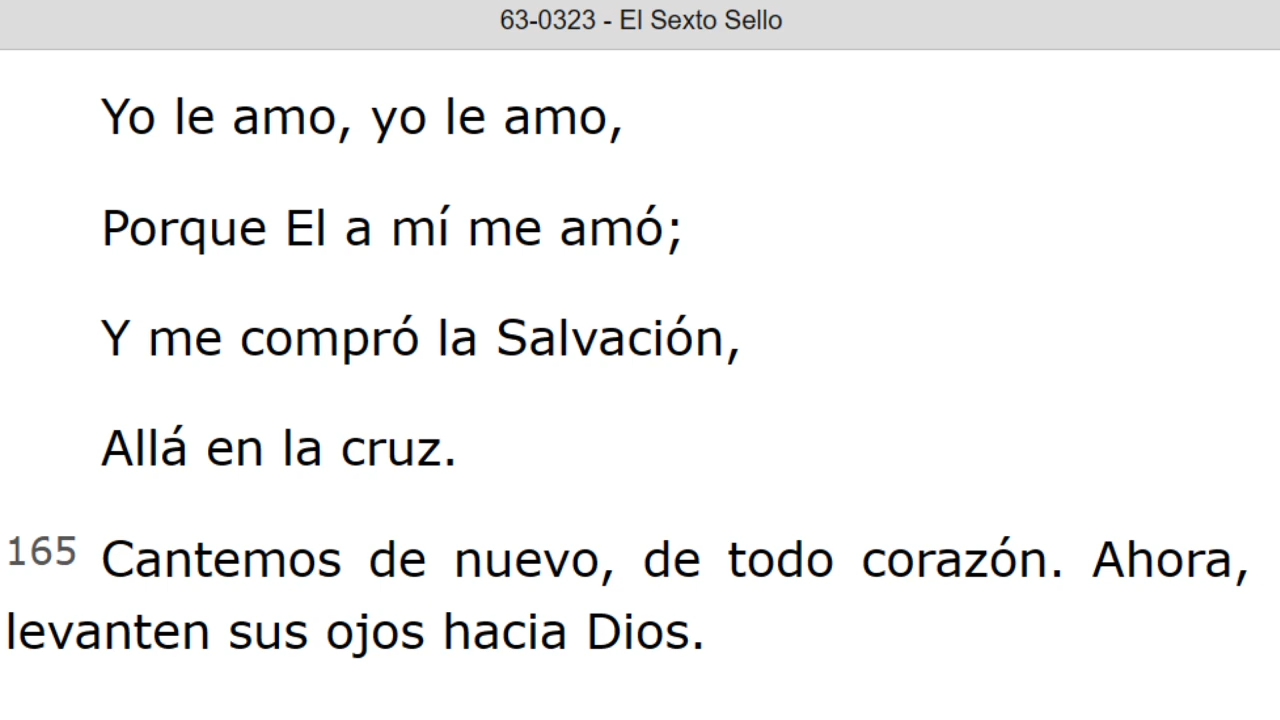 63-0323 - El Sexto Sello
Yo le amo, yo le amo,
Porque El a mí me amó;
Y me compró la Salvación,
Allá en la cruz.
165 Cantemos de nuevo, de todo corazón. Ahora,
levanten sus ojos hacia Dios.